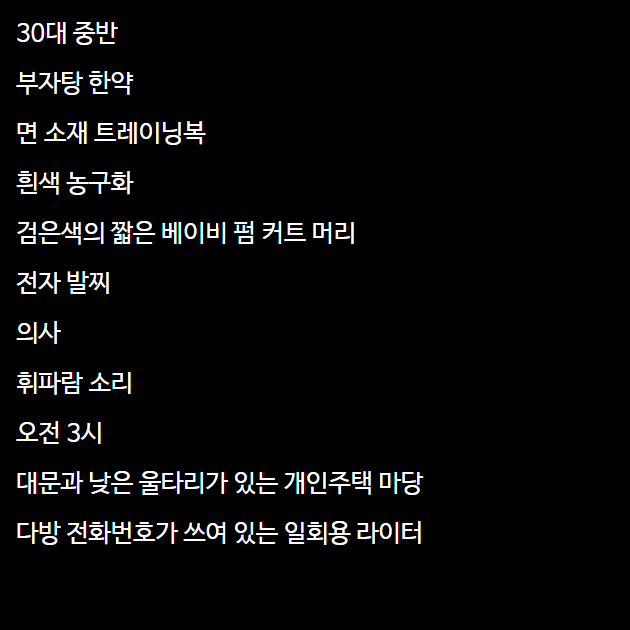 30대 중반
부자탕 한약
면 소재 트레이닝복
흰색 농구화
검은색의 짧은 베이비 펌 커트 머리
전자 발찌
의사
휘파람 소리
오전 3시
대문과 낮은 울타리가 있는 개인주택 마당
다방 전화번호가 쓰여 있는 일회용 라이터